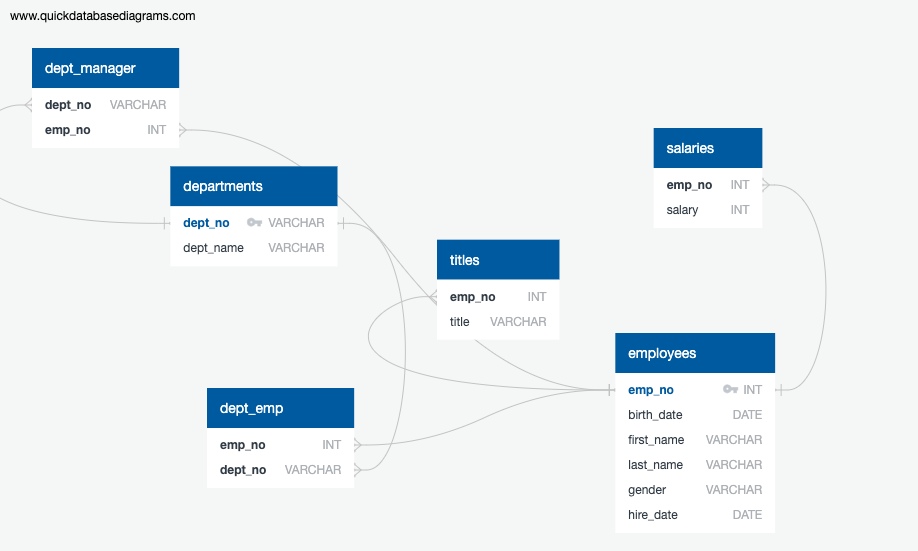 www.quickdatabasediagrams.com
dept_manager
dept_no VARCHAR
emp_no INT
departments
dept_no VARCHAR
dept_name VARCHAR
salaries
emp_no INT
salary INT
titles
emp_no INT
title VARCHAR
employees
emp_no INT
birth_date DATE
first_name VARCHAR
last_name VARCHAR
gender VARCHAR
hire_date DATE
dept_emp
emp_no INT
dept_no VARCHAR